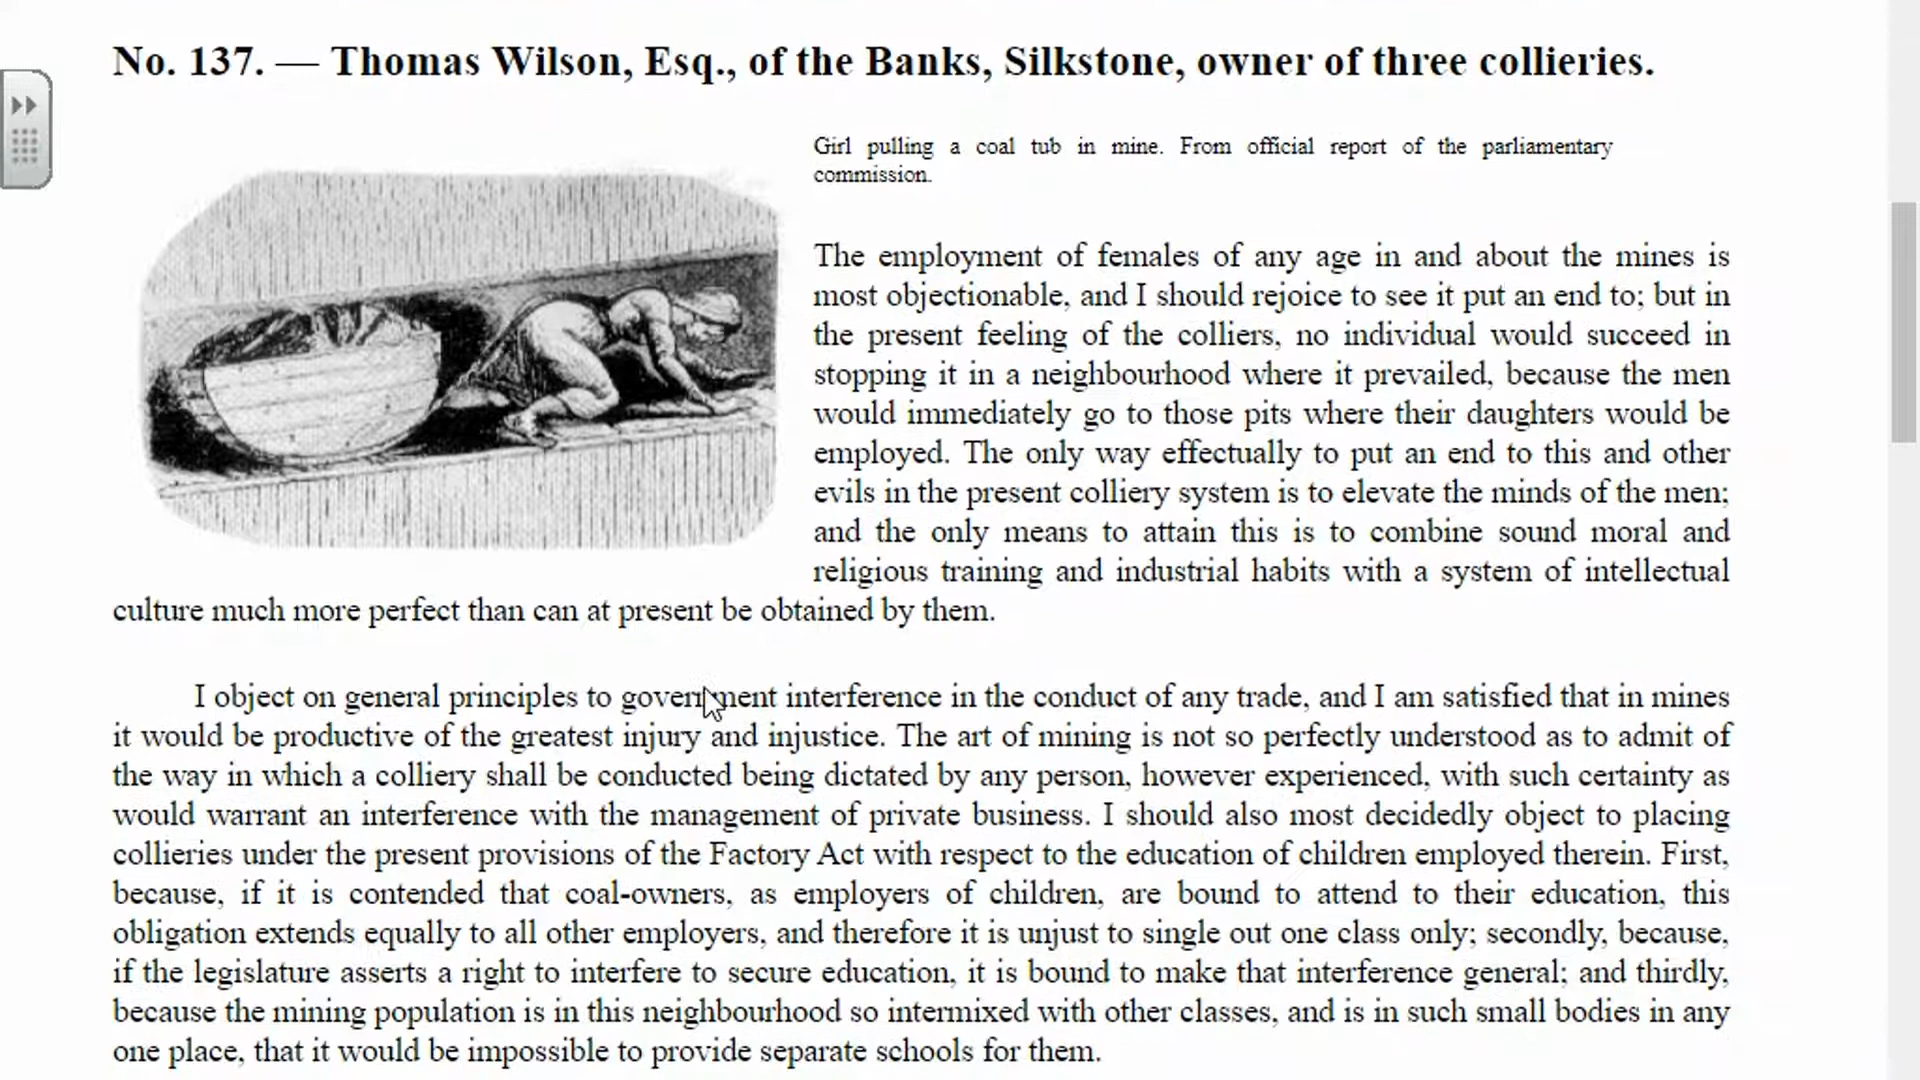 No. 137. — Thomas Wilson, Esq., of the Banks, Silkstone, owner of three collieries.
Girl pulling a coal tub in mine. From official report of the parliamentary
commission.
The employment of females of any age in and about the mines is
most objectionable, and I should rejoice to see it put an end to; but in
the present feeling of the colliers, no individual would succeed in
stopping it in a neighbourhood where it prevailed, because the men
would immediately go to those pits where their daughters would be
employed. The only way effectually to put an end to this and other
evils in the present colliery system is to elevate the minds of the men;
and the only means to attain this is to combine sound moral and
religious training and industrial habits with a system of intellectual
culture much more perfect than can at present be obtained by them.
I object on general principles to government interference in the conduct of any trade, and I am satisfied that in mines
it would be productive of the greatest injury and injustice. The art of mining is not so perfectly understood as to admit of
the way in which a colliery shall be conducted being dictated by any person, however experienced, with such certainty as
would warrant an interference with the management of private business. I should also most decidedly object to placing
collieries under the present provisions of the Factory Act with respect to the education of children employed therein. First,
because, if it is contended that coal-owners, as employers of children, are bound to attend to their education, this
obligation extends equally to all other employers, and therefore it is unjust to single out one class only; secondly, because,
if the legislature asserts a right to interfere to secure education, it is bound to make that interference general; and thirdly,
because the mining population is in this neighbourhood so intermixed with other classes, and is in such small bodies in any
one place, that it would be impossible to provide separate schools for them.